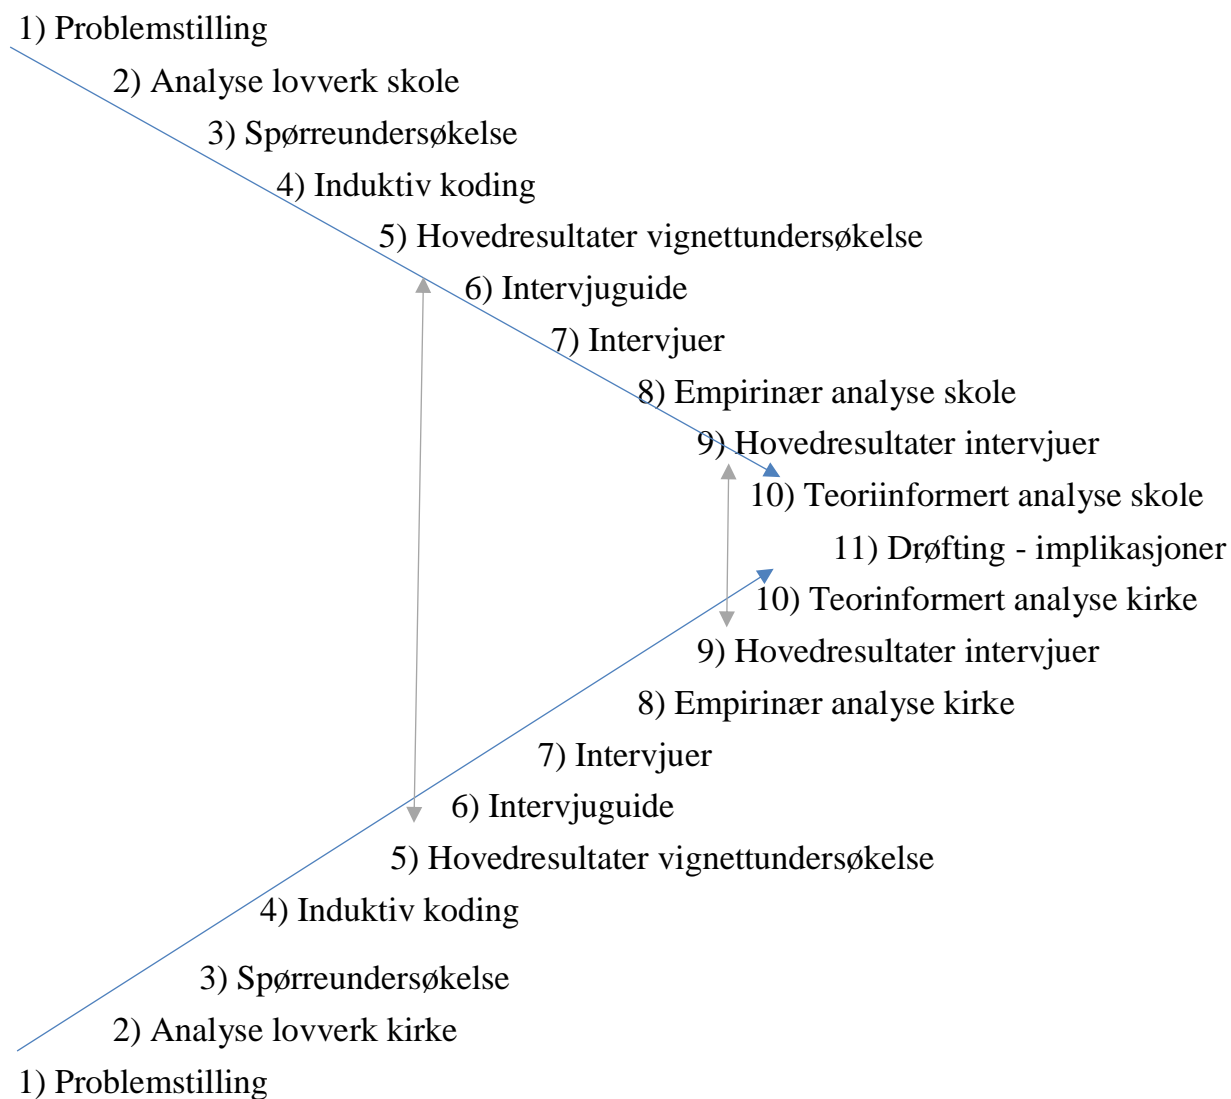 1) Problemstilling
2) Analyse lovverk skole
3) Spørreundersøkelse
4) Induktiv koding
5) Hovedresultater vignettundersøkelse
6) Intervjuguide
7) Intervjuer
8) Empirinær analyse skole
9) Hovedresultater intervjuer
10) Teoriinformert analyse skole
11) Drøfting - implikasjoner
10) Teorinformert analyse kirke
9) Hovedresultater intervjuer
8) Empirinær analyse kirke
7) Intervjuer
6) Intervjuguide
5) Hovedresultater vignettundersøkelse
4) Induktiv koding
3) Spørreundersøkelse
2) Analyse lovverk kirke
1) Problemstilling